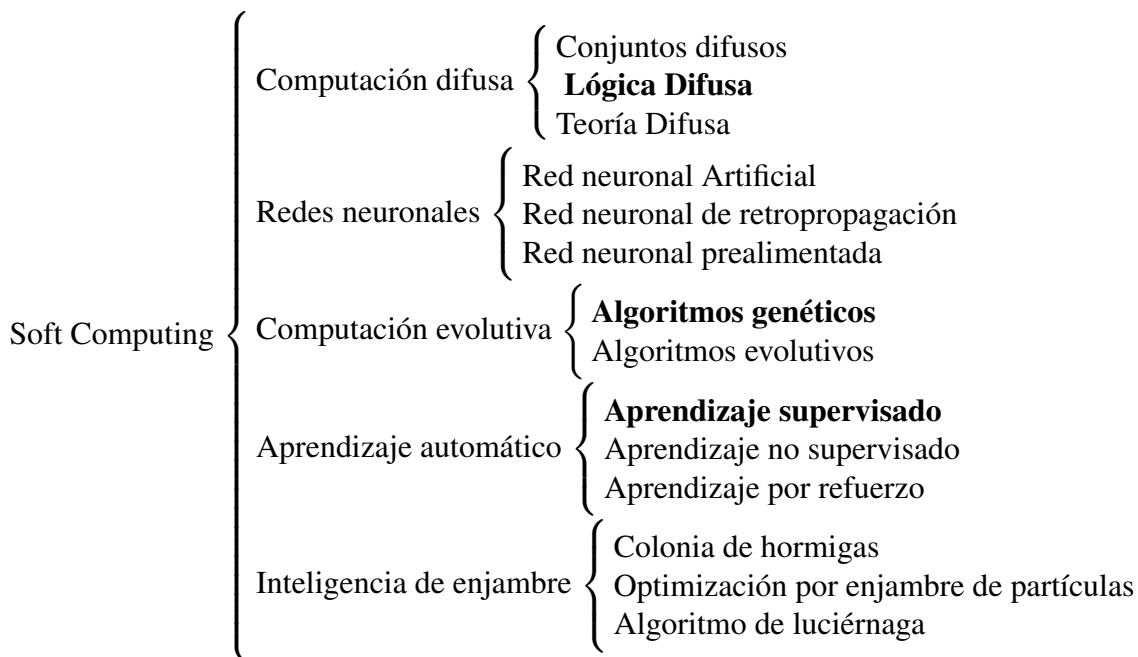 Soft Computing
Computación difusa
Conjuntos difusos
Lógica Difusa
Teoría Difusa
Redes neuronales
Red neuronal Artificial
Red neuronal de retropropagación
Red neuronal prealimentada
Computación evolutiva
Algoritmos genéticos
Algoritmos evolutivos
Aprendizaje automático
Aprendizaje supervisado
Aprendizaje no supervisado
Aprendizaje por refuerzo
Inteligencia de enjambre
Colonia de hormigas
Optimización por enjambre de partículas
Algoritmo de luciérnaga